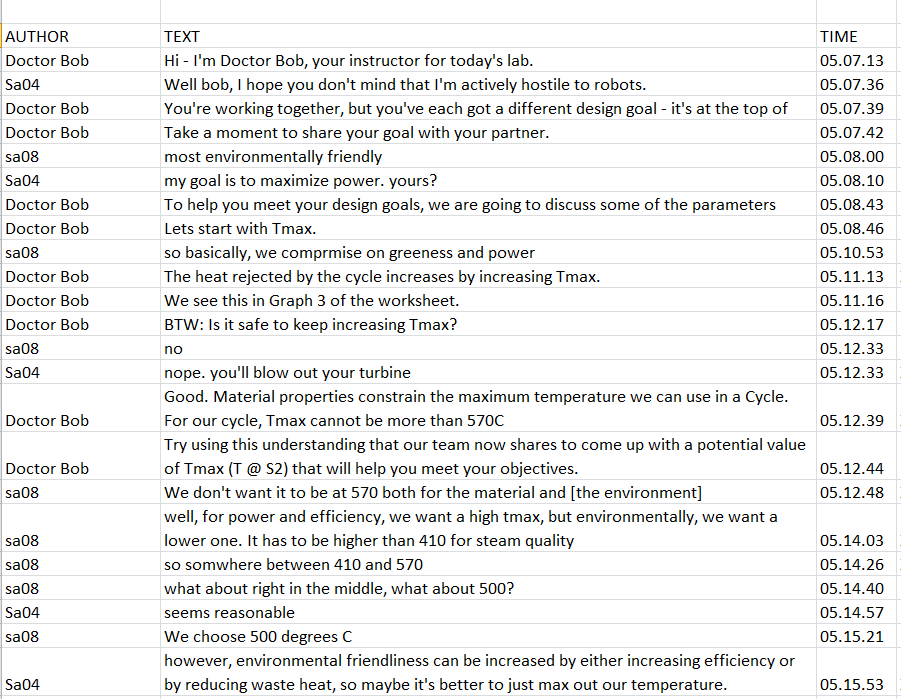 AUTHOR TEXT TIME
Doctor Bob Hi - I'm Doctor Bob, your instructor for today's lab. 05.07.13
Sa04 Well bob, I hope you don't mind that I'm actively hostile to robots. 05.07.36
Doctor Bob You're working together, but you've each got a different design goal - it's at the top of 05.07.39
Doctor Bob Take a moment to share your goal with your partner. 05.07.42
sa08 most environmentally friendly 05.08.00
Sa04 my goal is to maximize power. yours? 05.08.10
Doctor Bob To help you meet your design goals, we are going to discuss some of the parameters 05.08.43
Doctor Bob Lets start with Tmax. 05.08.46
sa08 so basically, we comprmise on greeness and power 05.10.53
Doctor Bob The heat rejected by the cycle increases by increasing Tmax. 05.11.13
Doctor Bob We see this in Graph 3 of the worksheet. 05.11.16
Doctor Bob BTW: Is it safe to keep increasing Tmax? 05.12.17
sa08 no 05.12.33
Sa04 nope. you'll blow out your turbine 05.12.33
Good. Material properties constrain the maximum temperature we can use in a Cycle.
Doctor Bob For our cycle, Tmax cannot be more than 570C 05.12.39
Try using this understanding that our team now shares to come up with a potential value
Doctor Bob of Tmax (T @ S2) that will help you meet your objectives. 05.12.44
sa08 We don't want it to be at 570 both for the material and [the environment] 05.12.48
well, for power and efficiency, we want a high tmax, but environmentally, we want a
sa08 lower one. It has to be higher than 410 for steam quality 05.14.03
sa08 so somwhere between 410 and 570 05.14.26
sa08 what about right in the middle, what about 500? 05.14.40
Sa04 seems reasonable 05.14.57
sa08 We choose 500 degrees C 05.15.21
however, environmental friendliness can be increased by either increasing efficiency or
Sa04 by reducing waste heat, so maybe it's better to just max out our temperature. 05.15.53